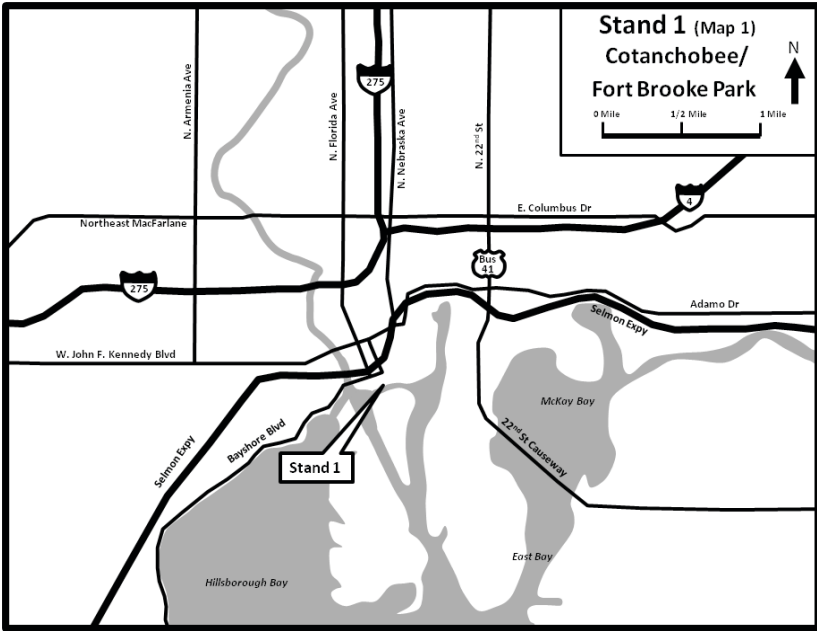 Stand 1 (Map 1)
Cotanchobee/
Fort Brooke Park
N
0 Mile
1/2 Mile
1 Mile
N. Armenia Ave
N. Florida Ave
275
N. Nebraska Ave
N. 22nd St
4
E. Columbus Dr
Northeast MacFarlane
Bus
41
275
Adamo Dr
Selmon Expy
W. John F. Kennedy Blvd
McKay Bay
Bayshore Blvd
22nd St Causeway
Selmon Expy
Stand 1
East Bay
Hillsborough Bay